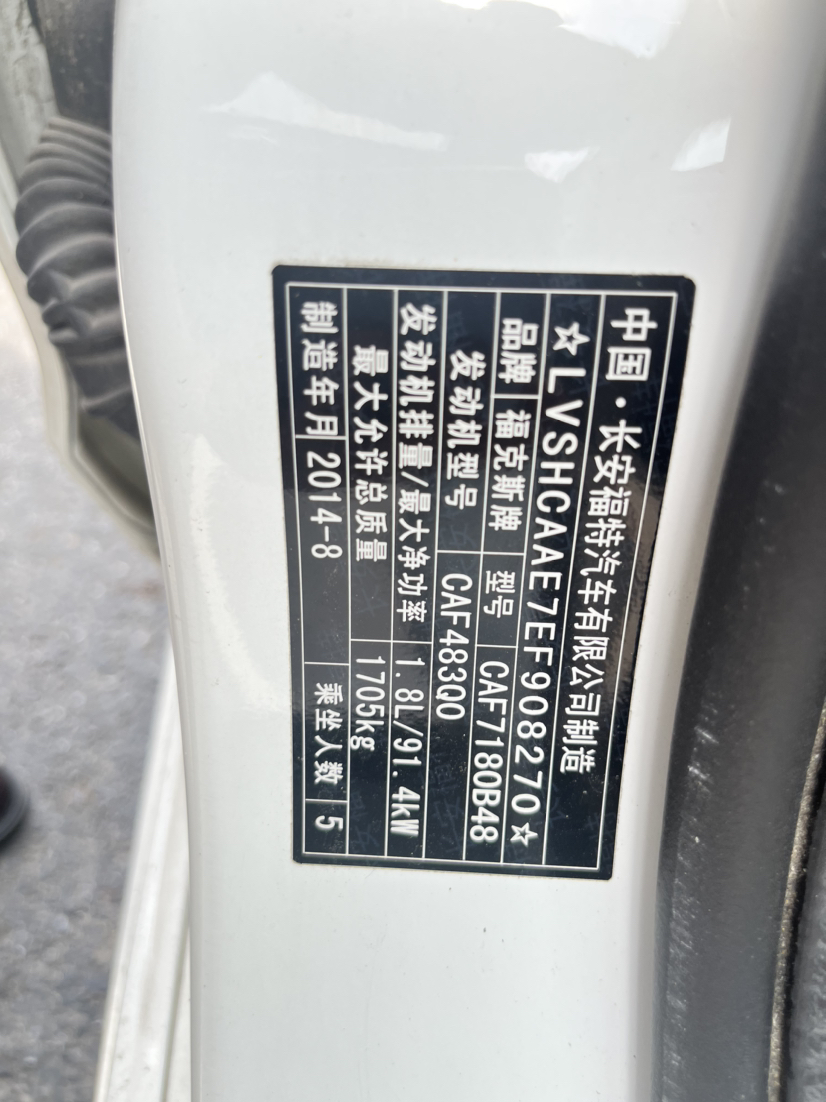 中国·长安福特汽车有限公司制造
☆LVSHCAAE7EF908270☆
品牌 福克斯牌 型号 CAF7180B48
发动机型号 CAF483Q0
发动机排量/最大净功率 1.8L/91.4kW
最大允许总质量 1705kg
制造年月 2014-8 乘坐人数 5